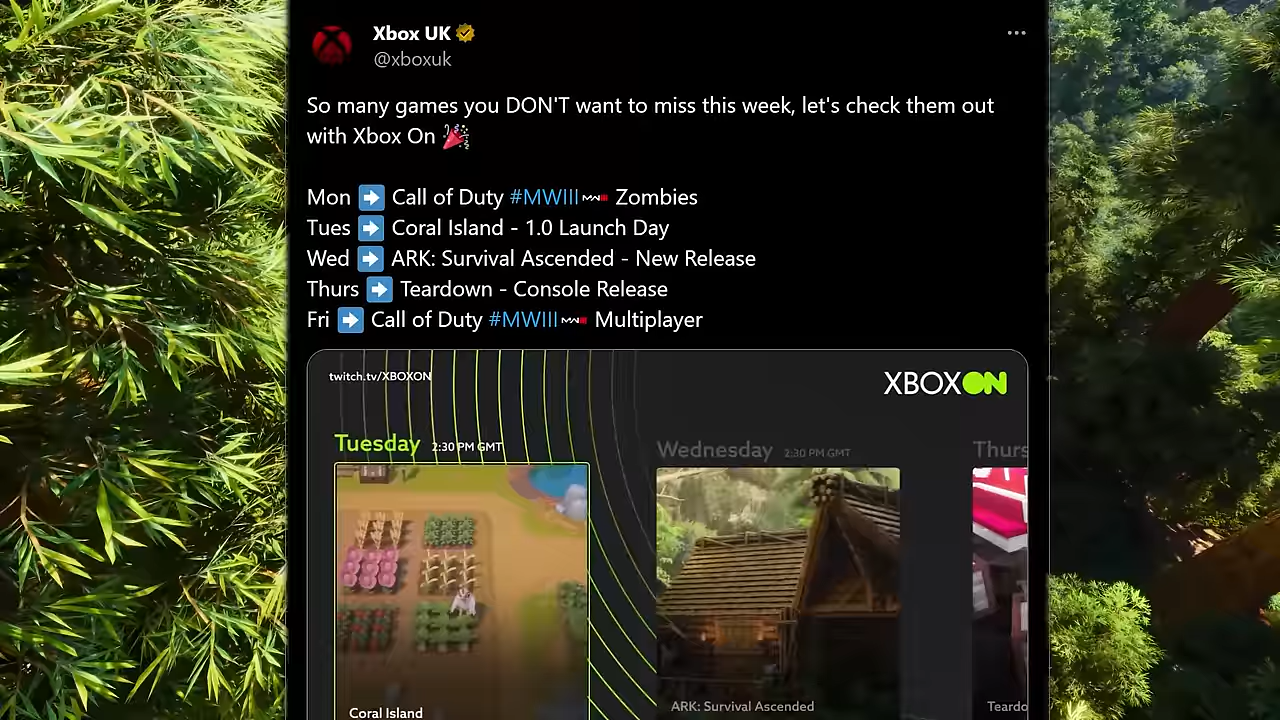 Xbox UK
@xboxuk
So many games you DON'T want to miss this week, let's check them out
with Xbox On 🎉
Mon ➡️ Call of Duty #MWIII Zombies
Tues ➡️ Coral Island - 1.0 Launch Day
Wed ➡️ ARK: Survival Ascended - New Release
Thurs ➡️ Teardown - Console Release
Fri ➡️ Call of Duty #MWIII Multiplayer
twitch.tv/XBOXON
XBOXON
Tuesday 2:30 PM GMT
Wednesday 2:30 PM GMT
Thurs
Coral Island
ARK: Survival Ascended
Teardo